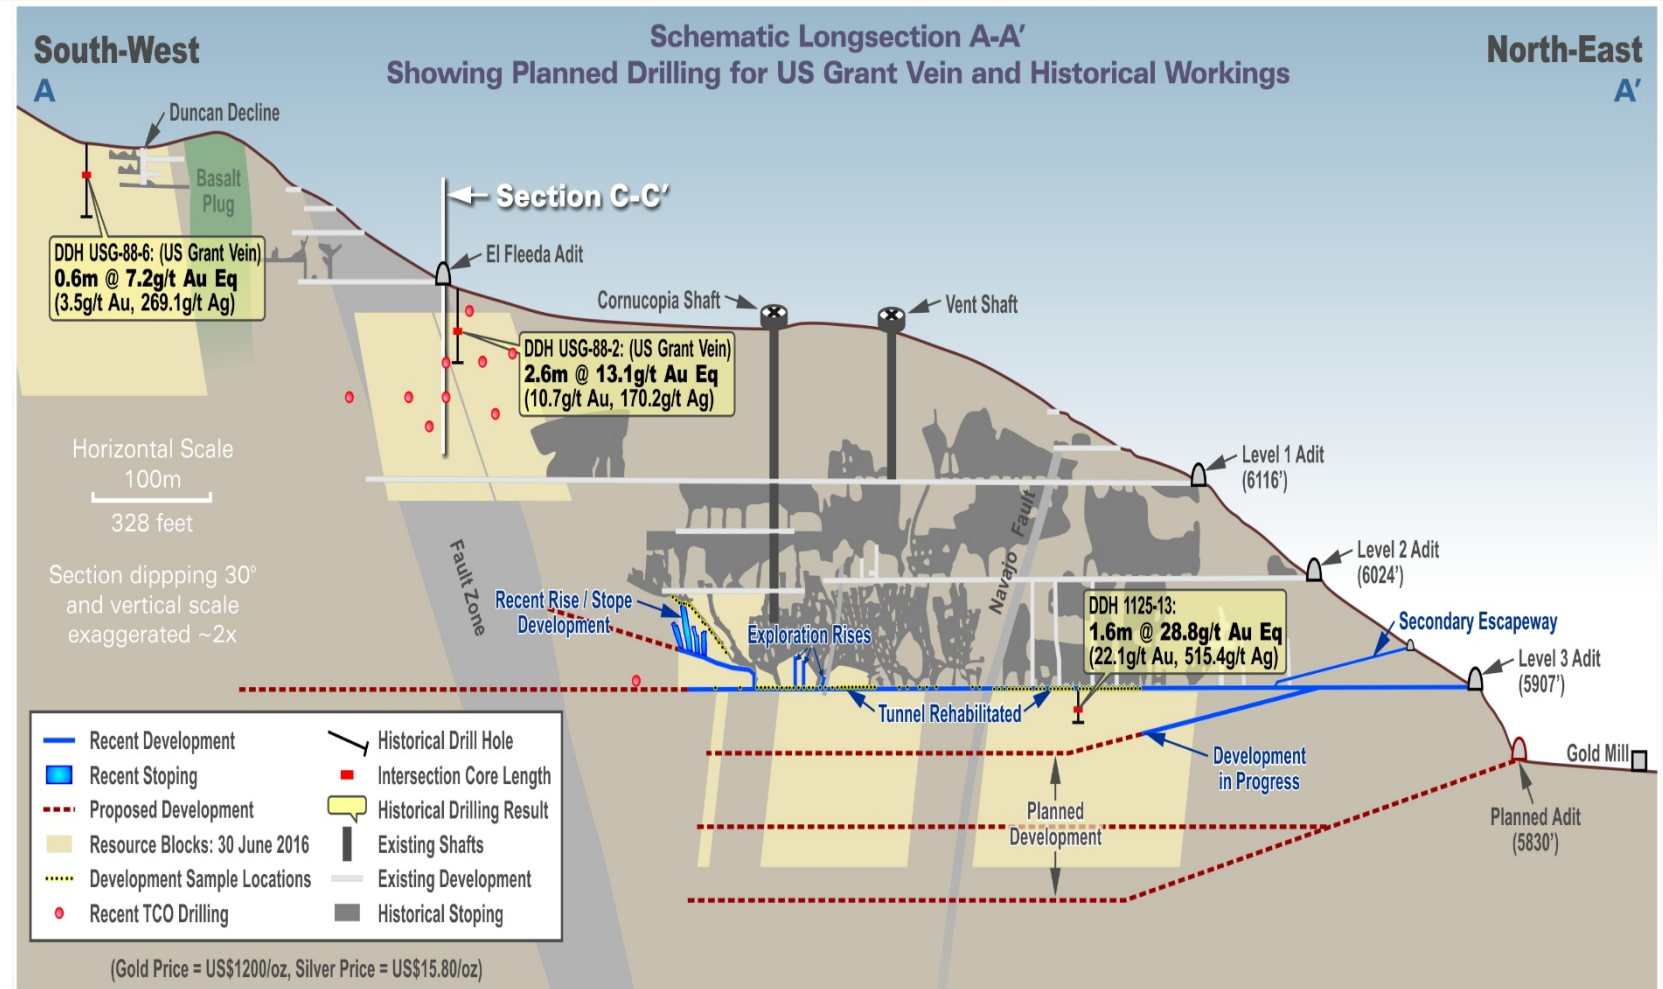 Schematic Longsection A-A'
Showing Planned Drilling for US Grant Vein and Historical Workings
South-West
A
North-East
A'
Duncan Decline
Basalt
Plug
Section C-C'
El Fleeda Adit
DDH USG-88-6: (US Grant Vein)
0.6m @ 7.2g/t Au Eq
(3.5g/t Au, 269.1g/t Ag)
Cornucopia Shaft
Vent Shaft
DDH USG-88-2: (US Grant Vein)
2.6m @ 13.1g/t Au Eq
(10.7g/t Au, 170.2g/t Ag)
Horizontal Scale
100m
328 feet
Section dippping 30°
and vertical scale
exaggerated ~2x
Level 1 Adit
(6116')
Fault Zone
Navajo Fault
Level 2 Adit
(6024')
Recent Rise / Stope
Development
Exploration Rises
DDH 1125-13:
1.6m @ 28.8g/t Au Eq
(22.1g/t Au, 515.4g/t Ag)
Secondary Escapeway
Level 3 Adit
(5907')
Tunnel Rehabilitated
Development
in Progress
Gold Mill
Planned
Development
Planned Adit
(5830')
Recent Development
Recent Stoping
Proposed Development
Resource Blocks: 30 June 2016
Development Sample Locations
Recent TCO Drilling
Historical Drill Hole
Intersection Core Length
Historical Drilling Result
Existing Shafts
Existing Development
Historical Stoping
(Gold Price = US$1200/oz, Silver Price = US$15.80/oz)